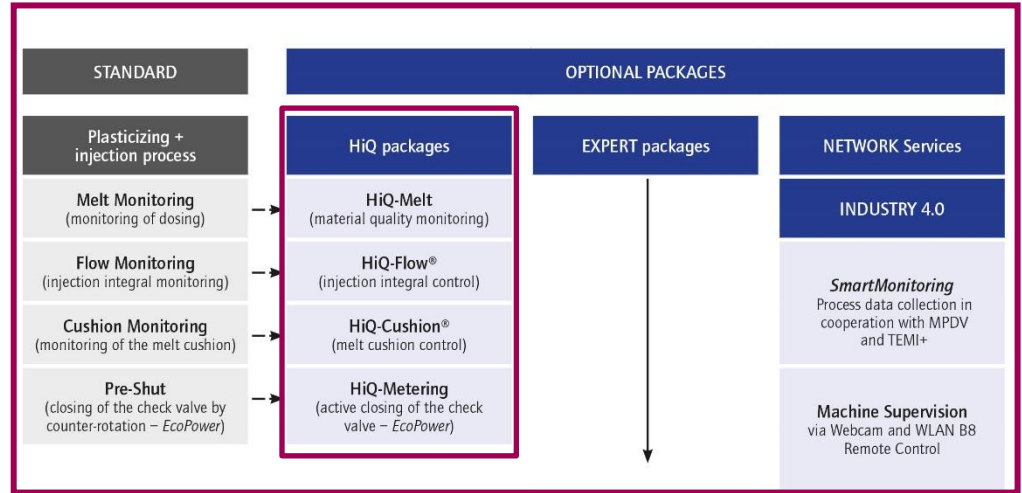 STANDARD
OPTIONAL PACKAGES
Plasticizing +
injection process
HiQ packages
EXPERT packages
NETWORK Services
Melt Monitoring
(monitoring of dosing)
HiQ-Melt
(material quality monitoring)
INDUSTRY 4.0
Flow Monitoring
(injection integral monitoring)
HiQ-Flow®
(injection integral control)
SmartMonitoring
Process data collection in
cooperation with MPDV
and TEMI+
Cushion Monitoring
(monitoring of the melt cushion)
HiQ-Cushion®
(melt cushion control)
Pre-Shut
(closing of the check valve by
counter-rotation – EcoPower)
HiQ-Metering
(active closing of the check
valve – EcoPower)
Machine Supervision
via Webcam and WLAN B8
Remote Control